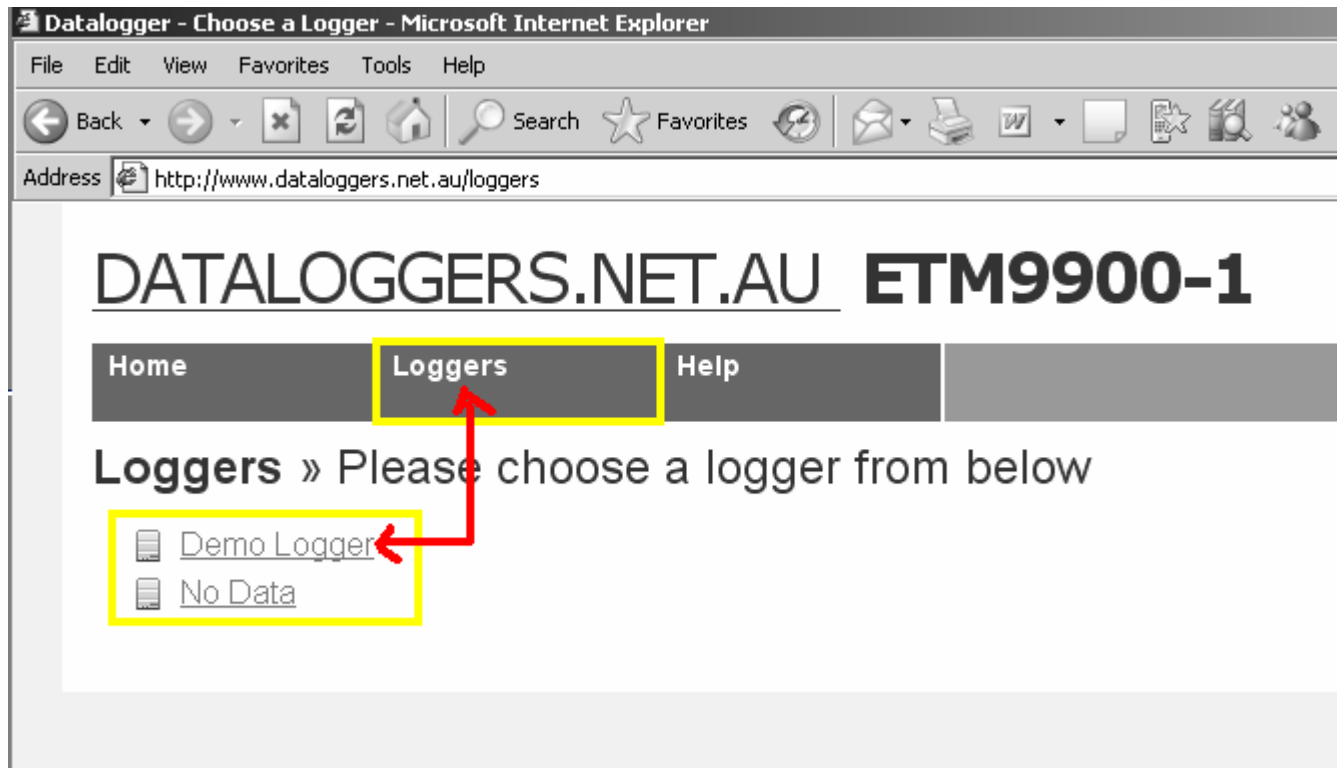 Datalogger - Choose a Logger - Microsoft Internet Explorer
File Edit View Favorites Tools Help
Back Search Favorites W
Address http://www.dataloggers.net.au/loggers
DATALOGGERS.NET.AU ETM9900-1
Home Loggers Help
Loggers » Please choose a logger from below
Demo Logger
No Data